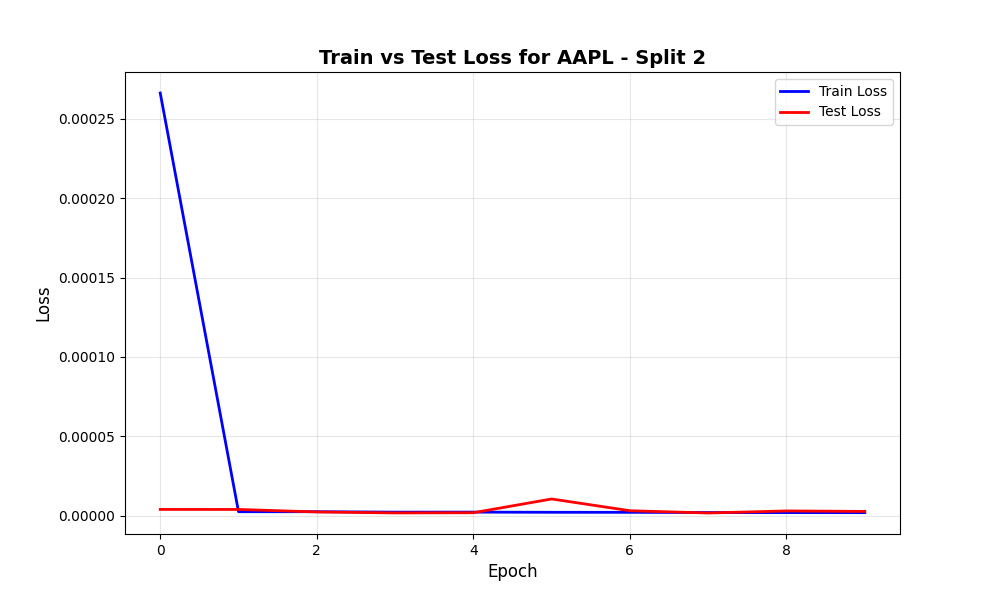 Train vs Test Loss for AAPL - Split 2
Train Loss
Test Loss
0.00025
0.00020
0.00015
0.00010
0.00005
0.00000
Loss
0 2 4 6 8
Epoch